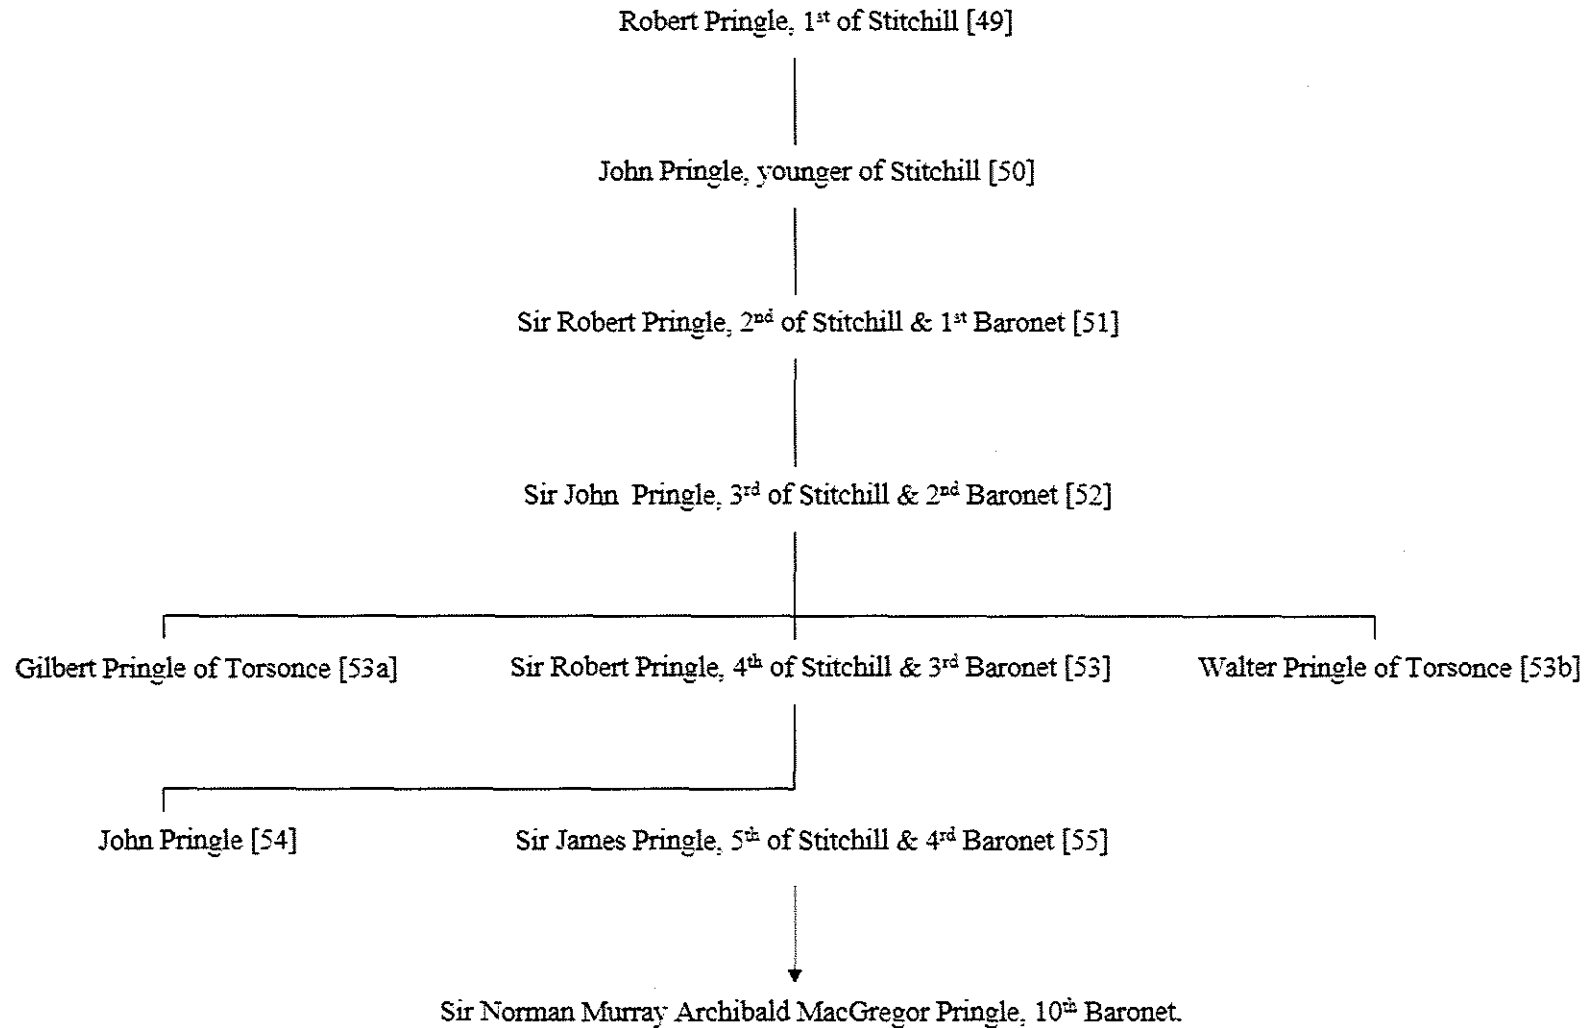 Robert Pringle, 1st of Stitchill [49]
John Pringle, younger of Stitchill [50]
Sir Robert Pringle, 2nd of Stitchill & 1st Baronet [51]
Sir John Pringle, 3rd of Stitchill & 2nd Baronet [52]
Gilbert Pringle of Torsonce [53a] Sir Robert Pringle, 4th of Stitchill & 3rd Baronet [53] Walter Pringle of Torsonce [53b]
John Pringle [54] Sir James Pringle, 5th of Stitchill & 4rd Baronet [55]
Sir Norman Murray Archibald MacGregor Pringle, 10th Baronet.